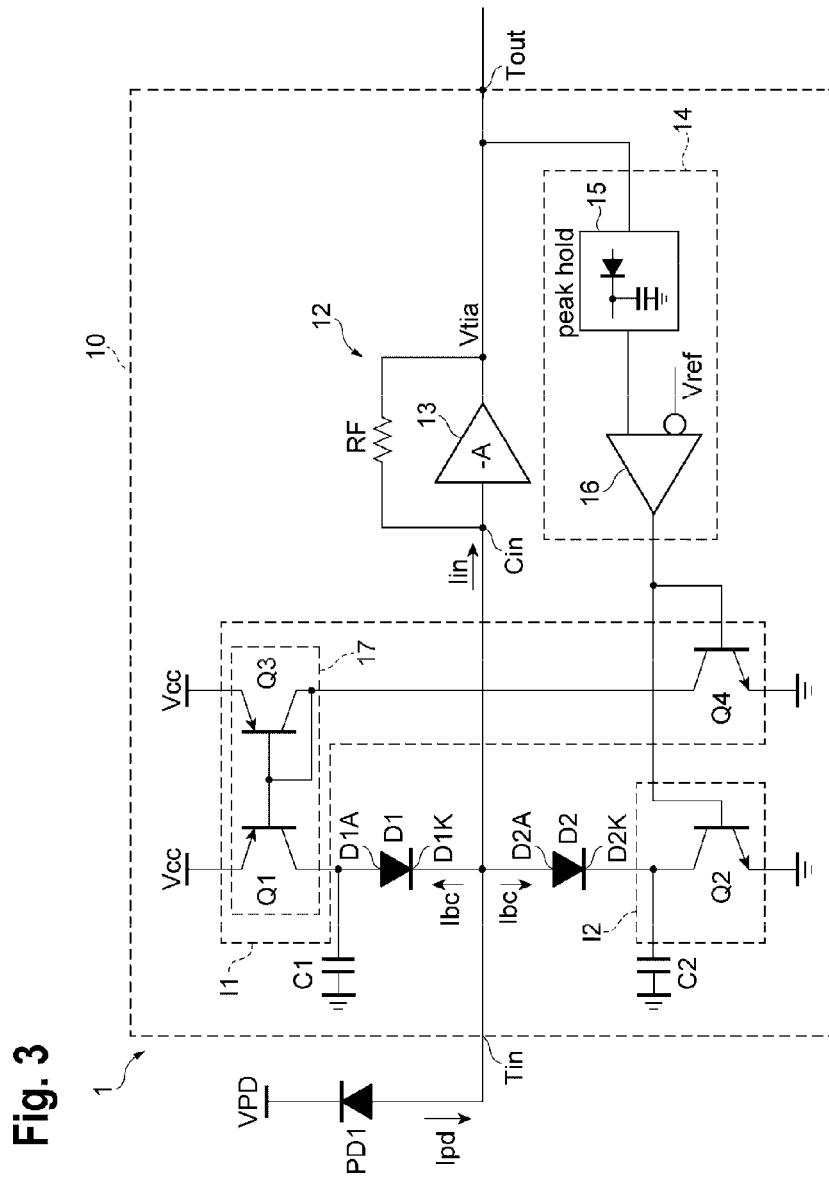 Fig. 3
1
10
VPD
PD1
Ipd
Tin
Vcc
Vcc
Q1
Q3
17
I1
C1
D1A
D1
D1K
Ibc
Ibc
D2A
D2
D2K
I2
C2
Q2
Q4
Iin
Cin
RF
12
13
-A
Vtia
Tout
14
15
peak hold
16
Vref